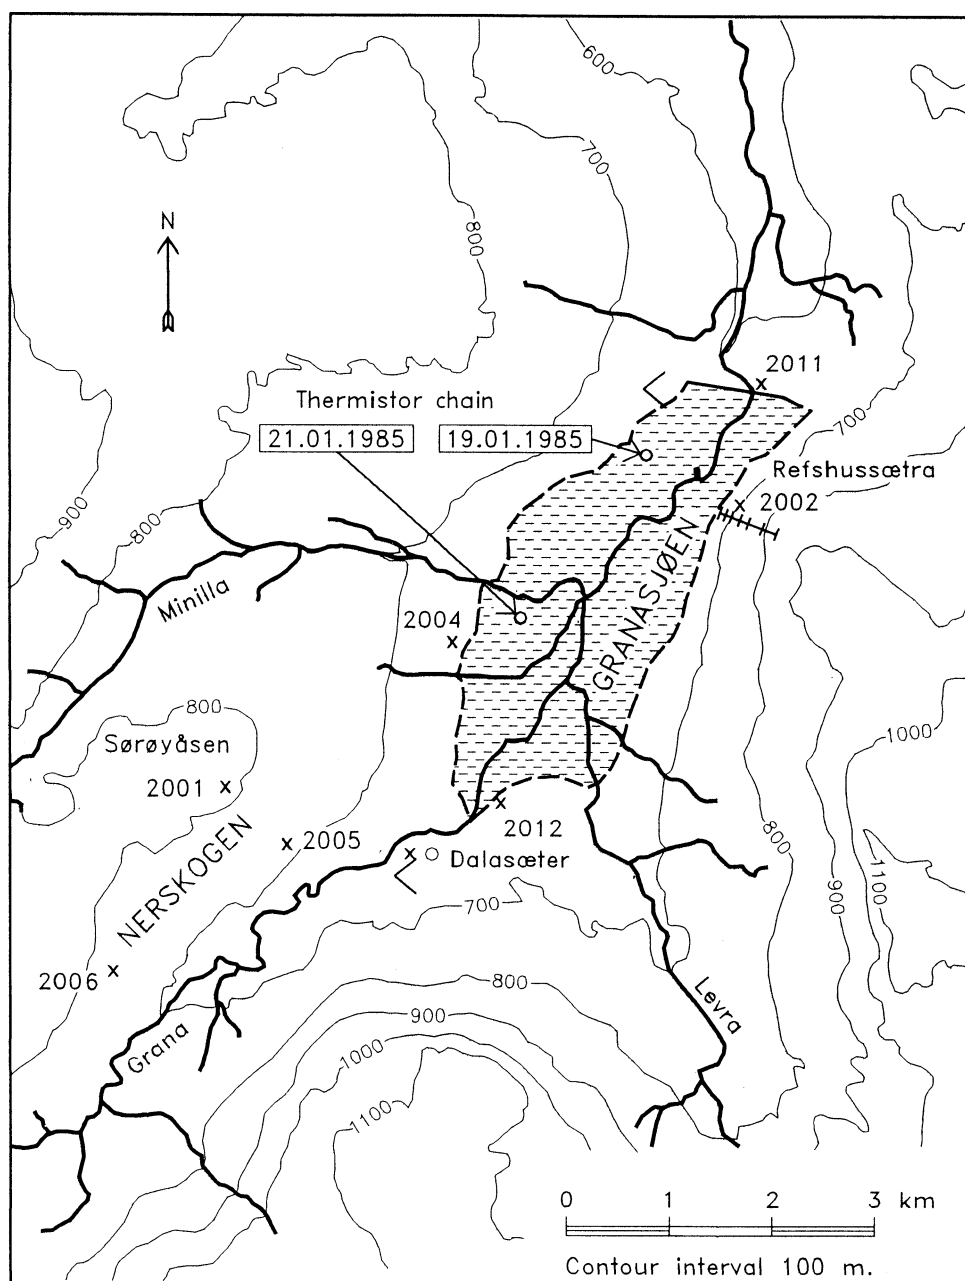 600
700
N
800
2011
Thermistor chain
21.01.1985
19.01.1985
700
Refshussætra
2002
900
800
Minilla
2004
GRANASJØEN
800
1000
Sørøyåsen
2001
2005
2012
Dalasæter
800
900
1100
NERSKOGEN
700
2006
800
Levra
900
Grana
1000
1100
0 1 2 3 km
Contour interval 100 m.